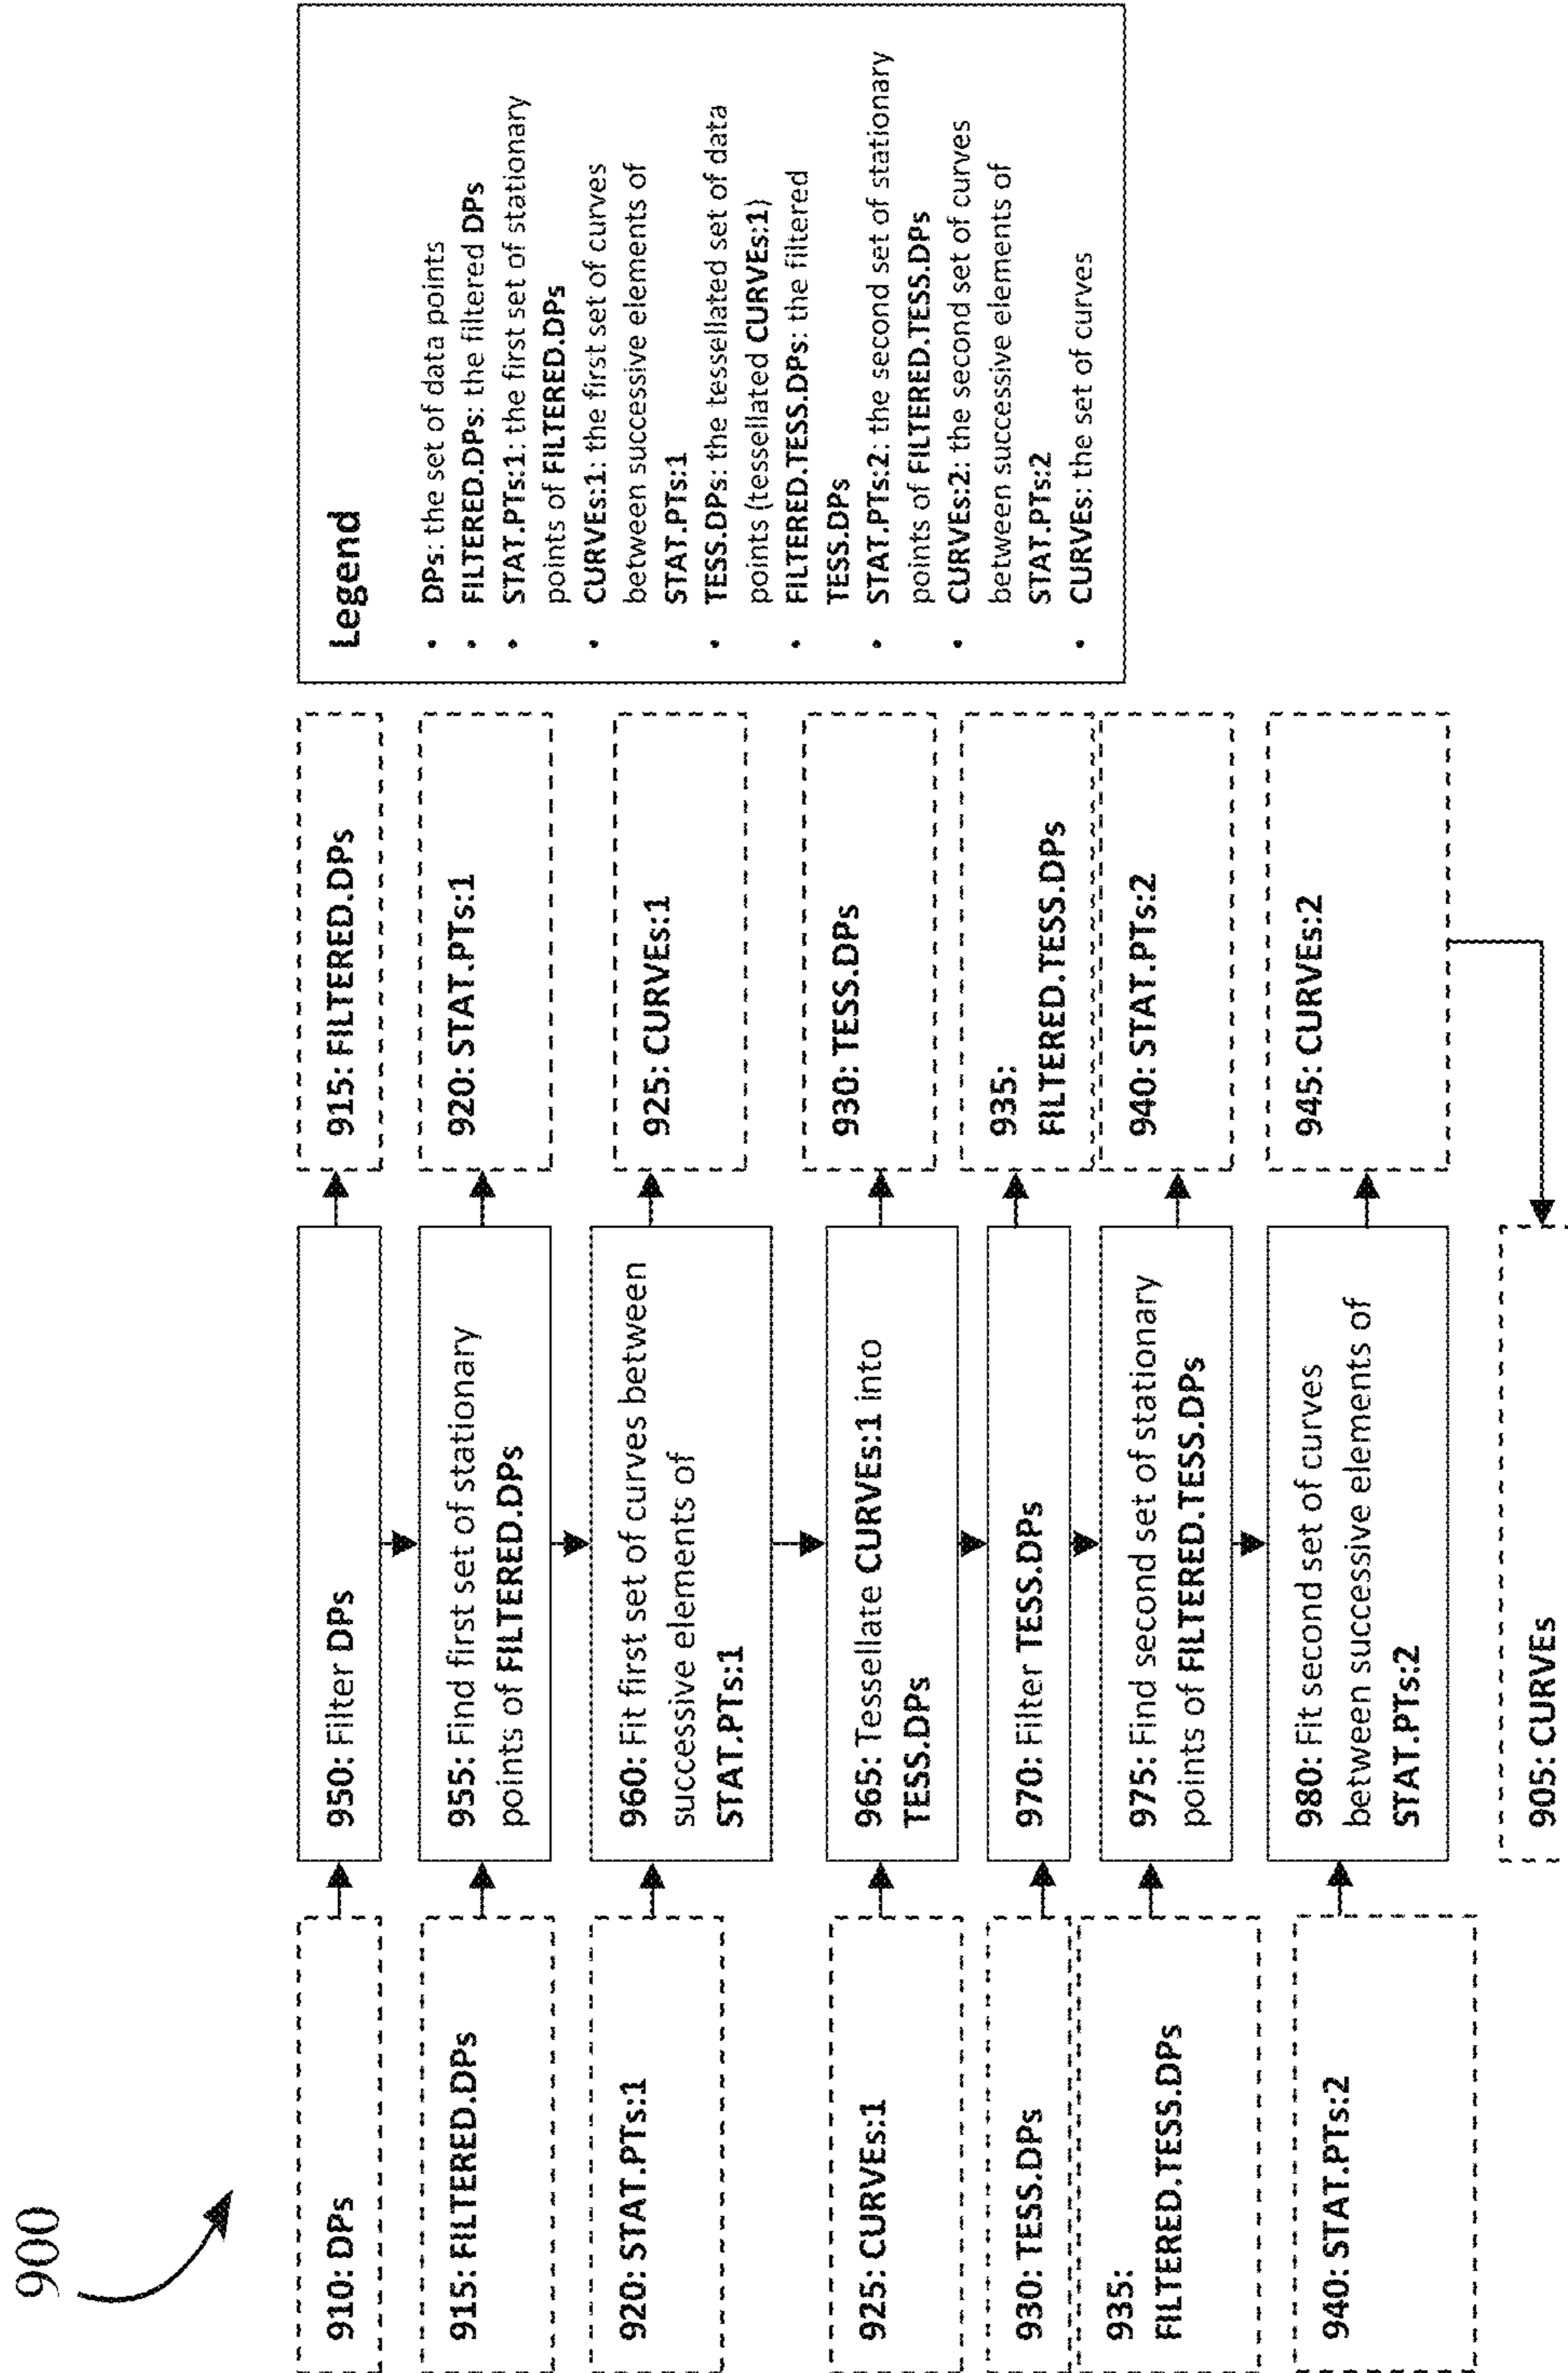 900
910: DPs
950: Filter DPs
915: FILTERED.DPs
915: FILTERED.DPs
955: Find first set of stationary
points of FILTERED.DPs
920: STAT.PTs:1
920: STAT.PTs:1
960: Fit first set of curves between
successive elements of
STAT.PTs:1
925: CURVEs:1
925: CURVEs:1
965: Tessellate CURVEs:1 into
TESS.DPs
930: TESS.DPs
930: TESS.DPs
970: Filter TESS.DPs
935:
FILTERED.TESS.DPs
935:
FILTERED.TESS.DPs
975: Find second set of stationary
points of FILTERED.TESS.DPs
940: STAT.PTs:2
940: STAT.PTs:2
980: Fit second set of curves
between successive elements of
STAT.PTs:2
945: CURVEs:2
905: CURVEs
Legend
• DPs: the set of data points
• FILTERED.DPs: the filtered DPs
• STAT.PTs:1: the first set of stationary
points of FILTERED.DPs
• CURVEs:1: the first set of curves
between successive elements of
STAT.PTs:1
• TESS.DPs: the tessellated set of data
points (tessellated CURVEs:1)
• FILTERED.TESS.DPs: the filtered
TESS.DPs
• STAT.PTs:2: the second set of stationary
points of FILTERED.TESS.DPs
• CURVEs:2: the second set of curves
between successive elements of
STAT.PTs:2
• CURVEs: the set of curves